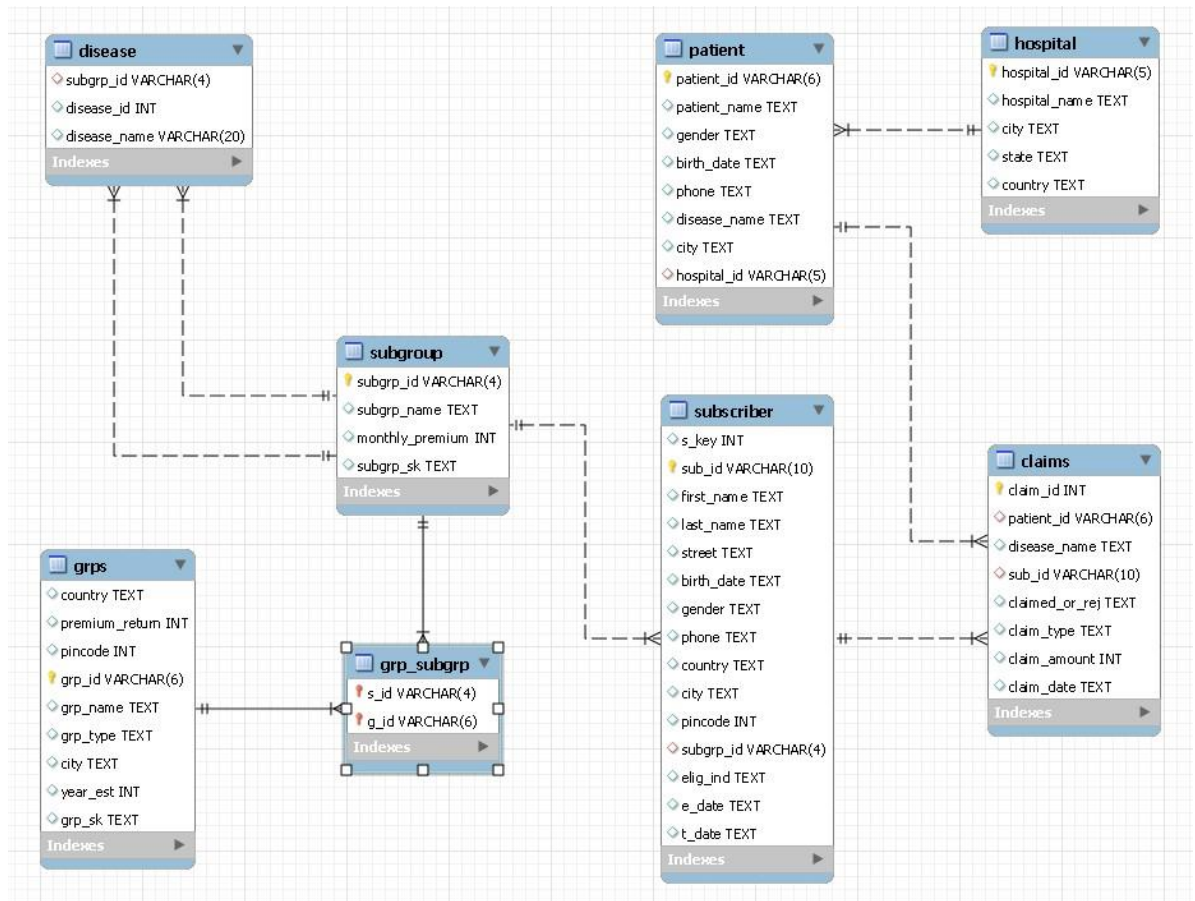 disease
subgrp_id VARCHAR(4)
disease_id INT
disease_name VARCHAR(20)
Indexes
patient
patient_id VARCHAR(6)
patient_name TEXT
gender TEXT
birth_date TEXT
phone TEXT
disease_name TEXT
city TEXT
hospital_id VARCHAR(5)
Indexes
hospital
hospital_id VARCHAR(5)
hospital_name TEXT
city TEXT
state TEXT
country TEXT
Indexes
subgroup
subgrp_id VARCHAR(4)
subgrp_name TEXT
monthly_premium INT
subgrp_sk TEXT
Indexes
subscriber
s_key INT
sub_id VARCHAR(10)
first_name TEXT
last_name TEXT
street TEXT
birth_date TEXT
gender TEXT
phone TEXT
country TEXT
city TEXT
pincode INT
subgrp_id VARCHAR(4)
elig_ind TEXT
e_date TEXT
t_date TEXT
Indexes
claims
claim_id INT
patient_id VARCHAR(6)
disease_name TEXT
sub_id VARCHAR(10)
claimed_or_rej TEXT
claim_type TEXT
claim_amount INT
claim_date TEXT
Indexes
grps
country TEXT
premium_return INT
pincode INT
grp_id VARCHAR(6)
grp_name TEXT
grp_type TEXT
city TEXT
year_est INT
grp_sk TEXT
Indexes
grp_subgrp
s_id VARCHAR(4)
g_id VARCHAR(6)
Indexes